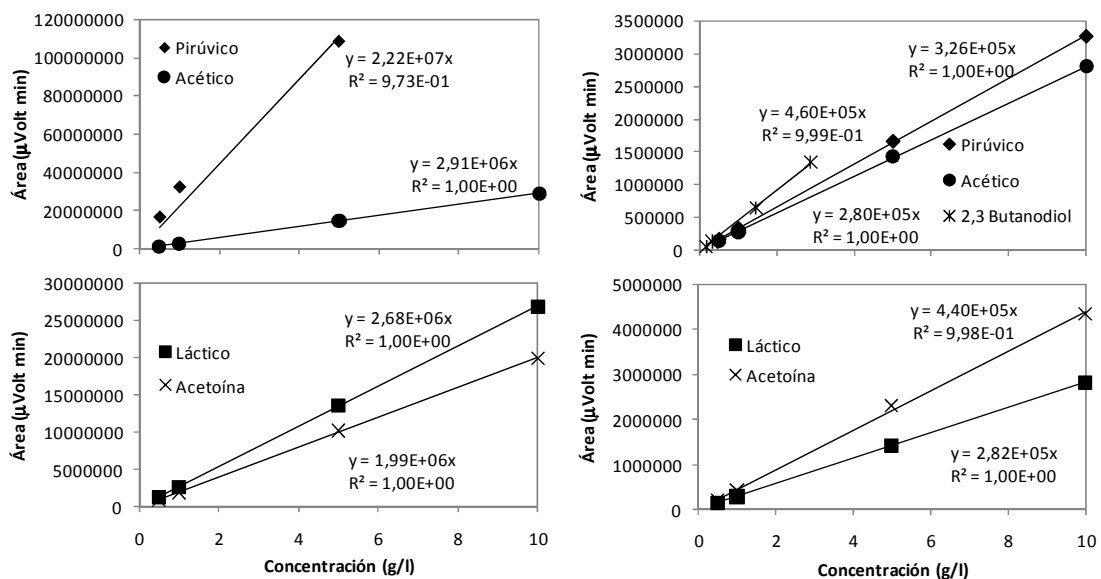 120000000
100000000
80000000
60000000
40000000
20000000
0
Área (µVolt min)
Pirúvico
Acético
y = 2,22E+07x
R² = 9,73E-01
y = 2,91E+06x
R² = 1,00E+00
3500000
3000000
2500000
2000000
1500000
1000000
500000
0
Área (µVolt min)
y = 3,26E+05x
R² = 1,00E+00
y = 4,60E+05x
R² = 9,99E-01
Pirúvico
Acético
2,3 Butanodiol
y = 2,80E+05x
R² = 1,00E+00
30000000
25000000
20000000
15000000
10000000
5000000
0
Área (µVolt min)
y = 2,68E+06x
R² = 1,00E+00
Láctico
Acetoína
y = 1,99E+06x
R² = 1,00E+00
0 2 4 6 8 10
Concentración (g/l)
5000000
4000000
3000000
2000000
1000000
0
Área (µVolt min)
y = 4,40E+05x
R² = 9,98E-01
Láctico
Acetoína
y = 2,82E+05x
R² = 1,00E+00
0 2 4 6 8 10
Concentración (g/l)